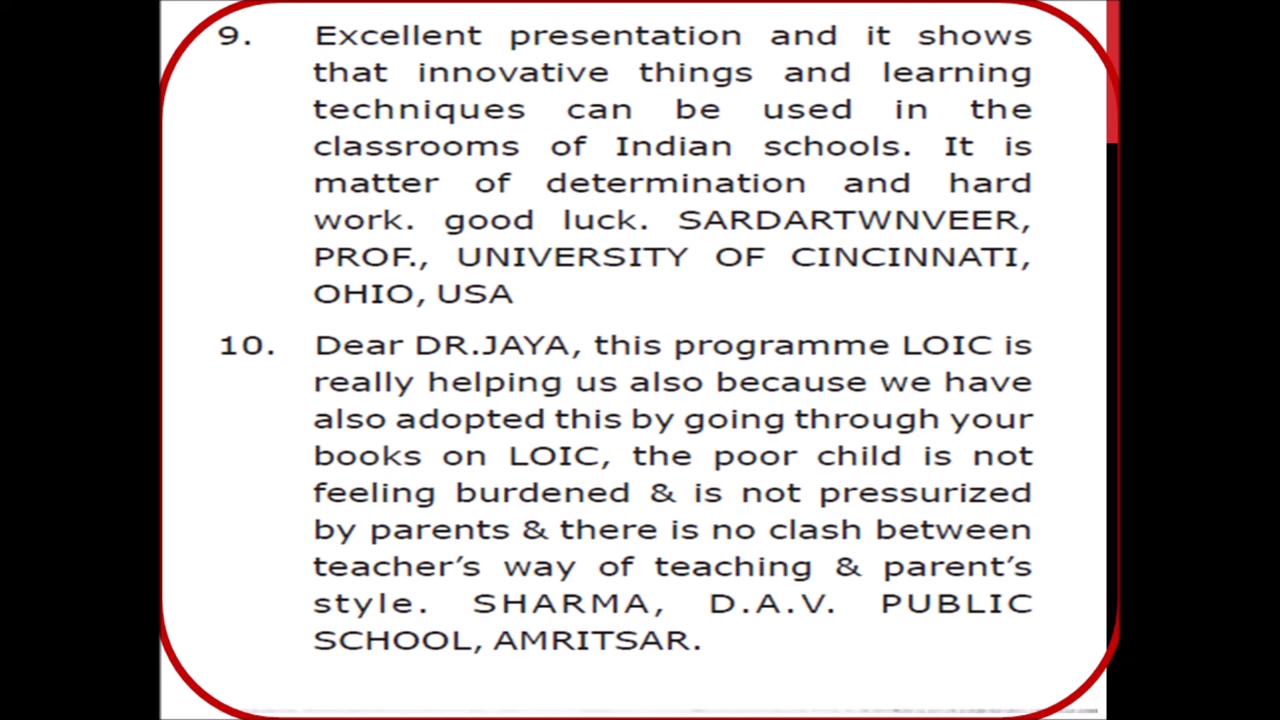 9. Excellent presentation and it shows
that innovative things and learning
techniques can be used in the
classrooms of Indian schools. It is
matter of determination and hard
work. good luck. SARDARTWNVEER,
PROF., UNIVERSITY OF CINCINNATI,
OHIO, USA
10. Dear DR.JAYA, this programme LOIC is
really helping us also because we have
also adopted this by going through your
books on LOIC, the poor child is not
feeling burdened & is not pressurized
by parents & there is no clash between
teacher’s way of teaching & parent’s
style. SHARMA, D.A.V. PUBLIC
SCHOOL, AMRITSAR.